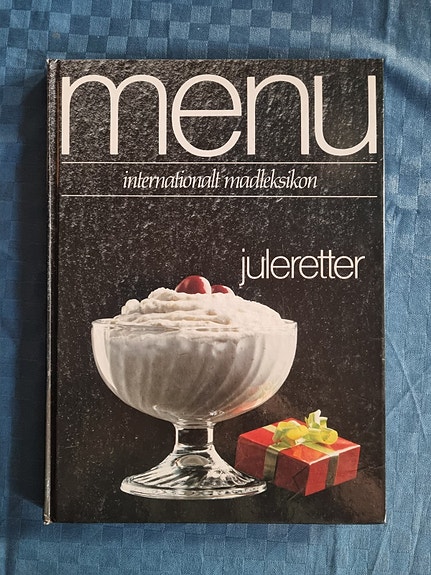 menu
internationalt madleksikon
juleretter